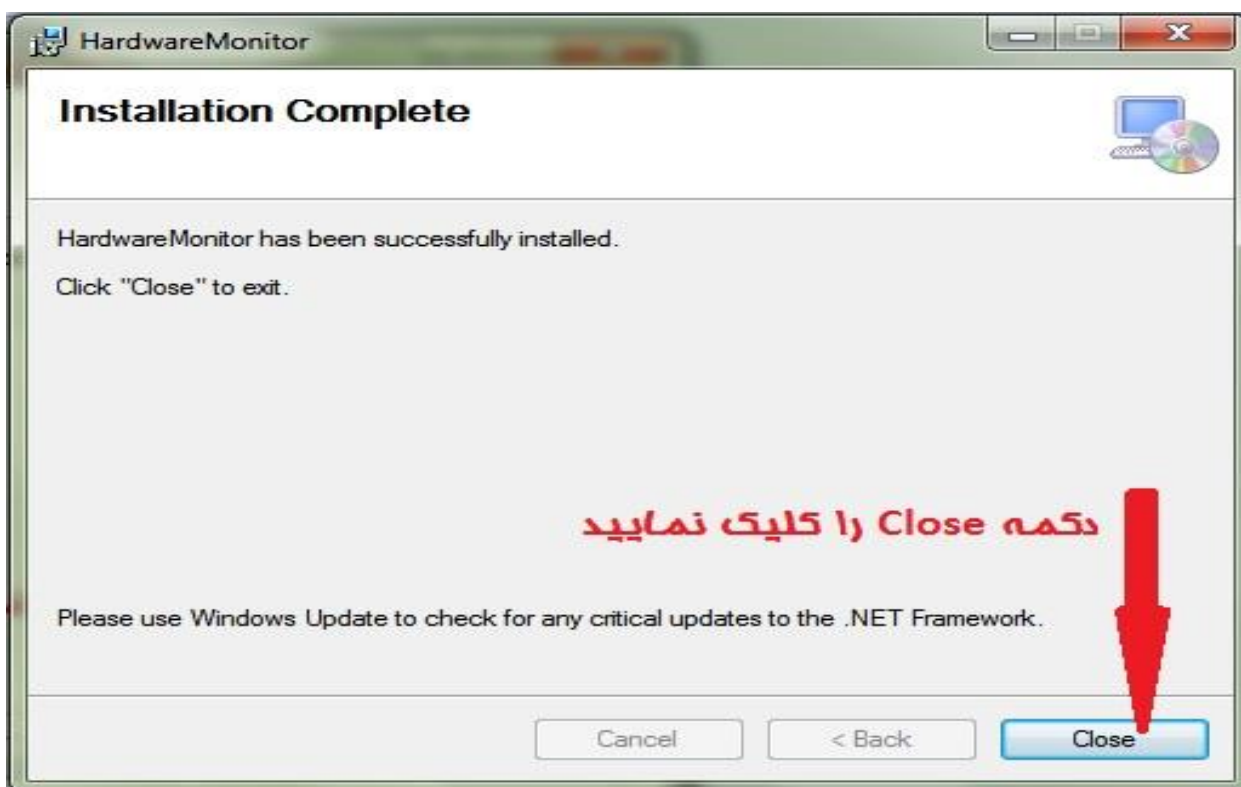 HardwareMonitor
Installation Complete
HardwareMonitor has been successfully installed.
Click "Close" to exit.
دکمه Close را کلیک نمایید
Please use Windows Update to check for any critical updates to the .NET Framework.
Cancel
< Back
Close